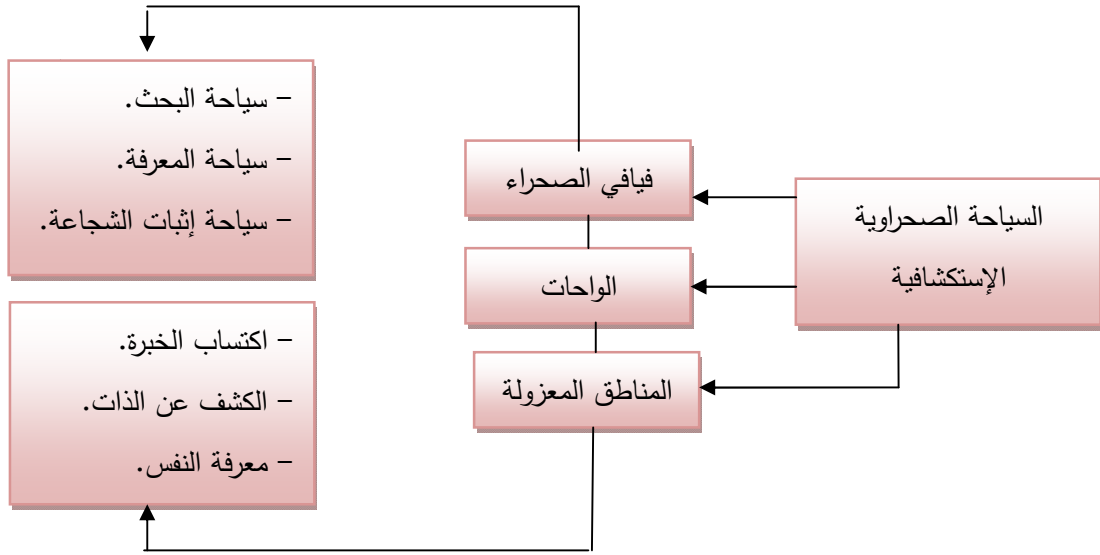 السياحة الصحراوية
الإستكشافية
فيافي الصحراء
الواحات
المناطق المعزولة
- سياحة البحث.
- سياحة المعرفة.
- سياحة إثبات الشجاعة.
- اكتساب الخبرة.
- الكشف عن الذات.
- معرفة النفس.